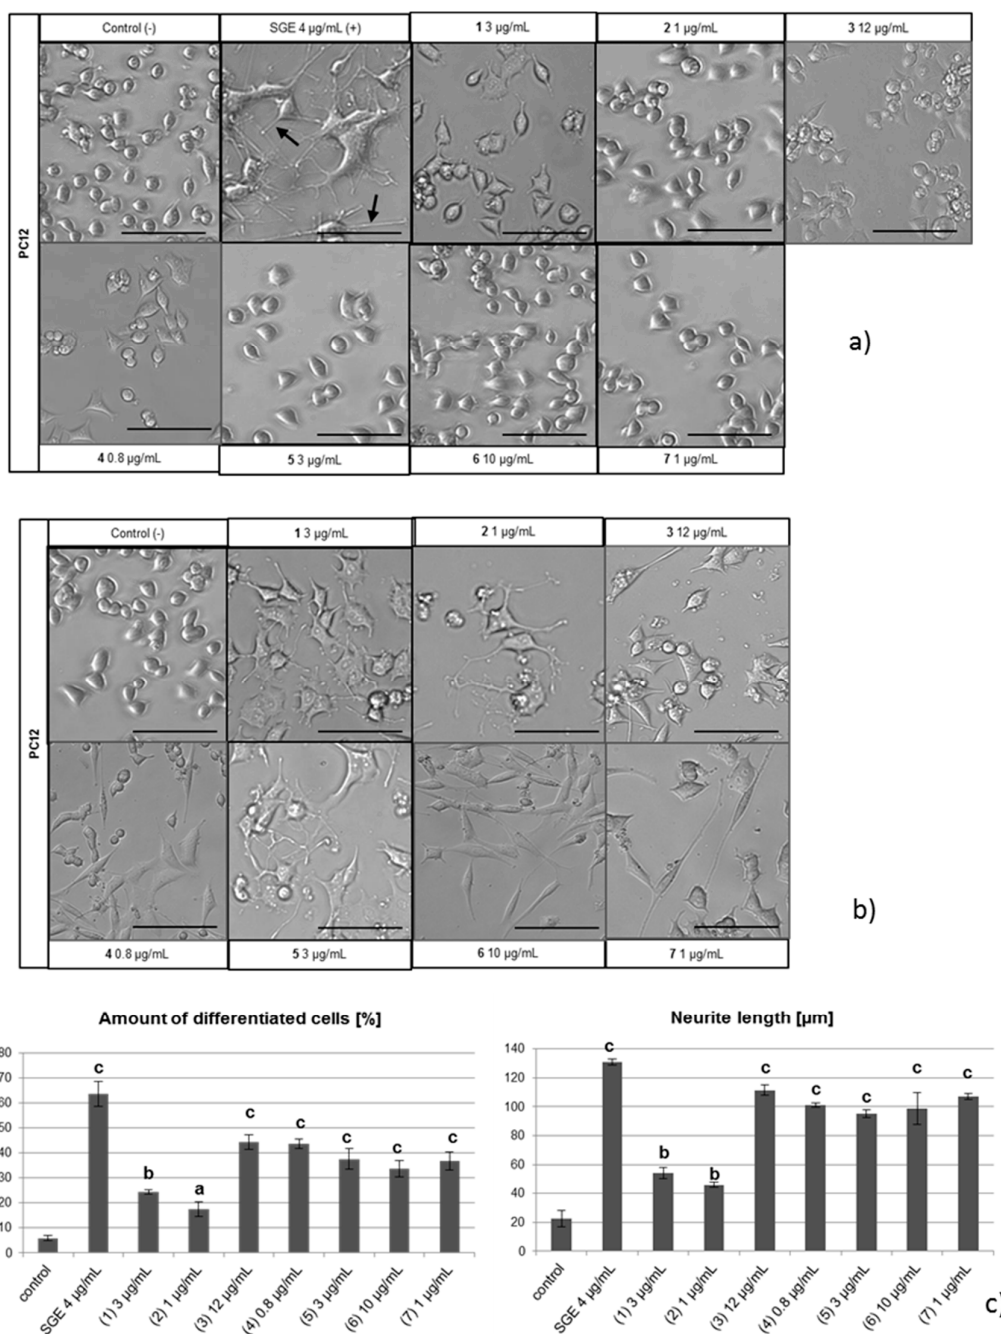 Control (-)
SGE 4 µg/mL (+)
1 3 µg/mL
2 1 µg/mL
3 12 µg/mL
PC12
a)
4 0.8 µg/mL
5 3 µg/mL
6 10 µg/mL
7 1 µg/mL
Control (-)
1 3 µg/mL
2 1 µg/mL
3 12 µg/mL
PC12
b)
4 0.8 µg/mL
5 3 µg/mL
6 10 µg/mL
7 1 µg/mL
Amount of differentiated cells [%]
80
70
60
50
40
30
20
10
0
c
b
a
c
c
c
c
c
control
SGE 4 µg/mL
(1) 3 µg/mL
(2) 1 µg/mL
(3) 12 µg/mL
(4) 0.8 µg/mL
(5) 3 µg/mL
(6) 10 µg/mL
(7) 1 µg/mL
Neurite length [µm]
140
120
100
80
60
40
20
0
c
b
b
c
c
c
c
c
control
SGE 4 µg/mL
(1) 3 µg/mL
(2) 1 µg/mL
(3) 12 µg/mL
(4) 0.8 µg/mL
(5) 3 µg/mL
(6) 10 µg/mL
(7) 1 µg/mL
c)